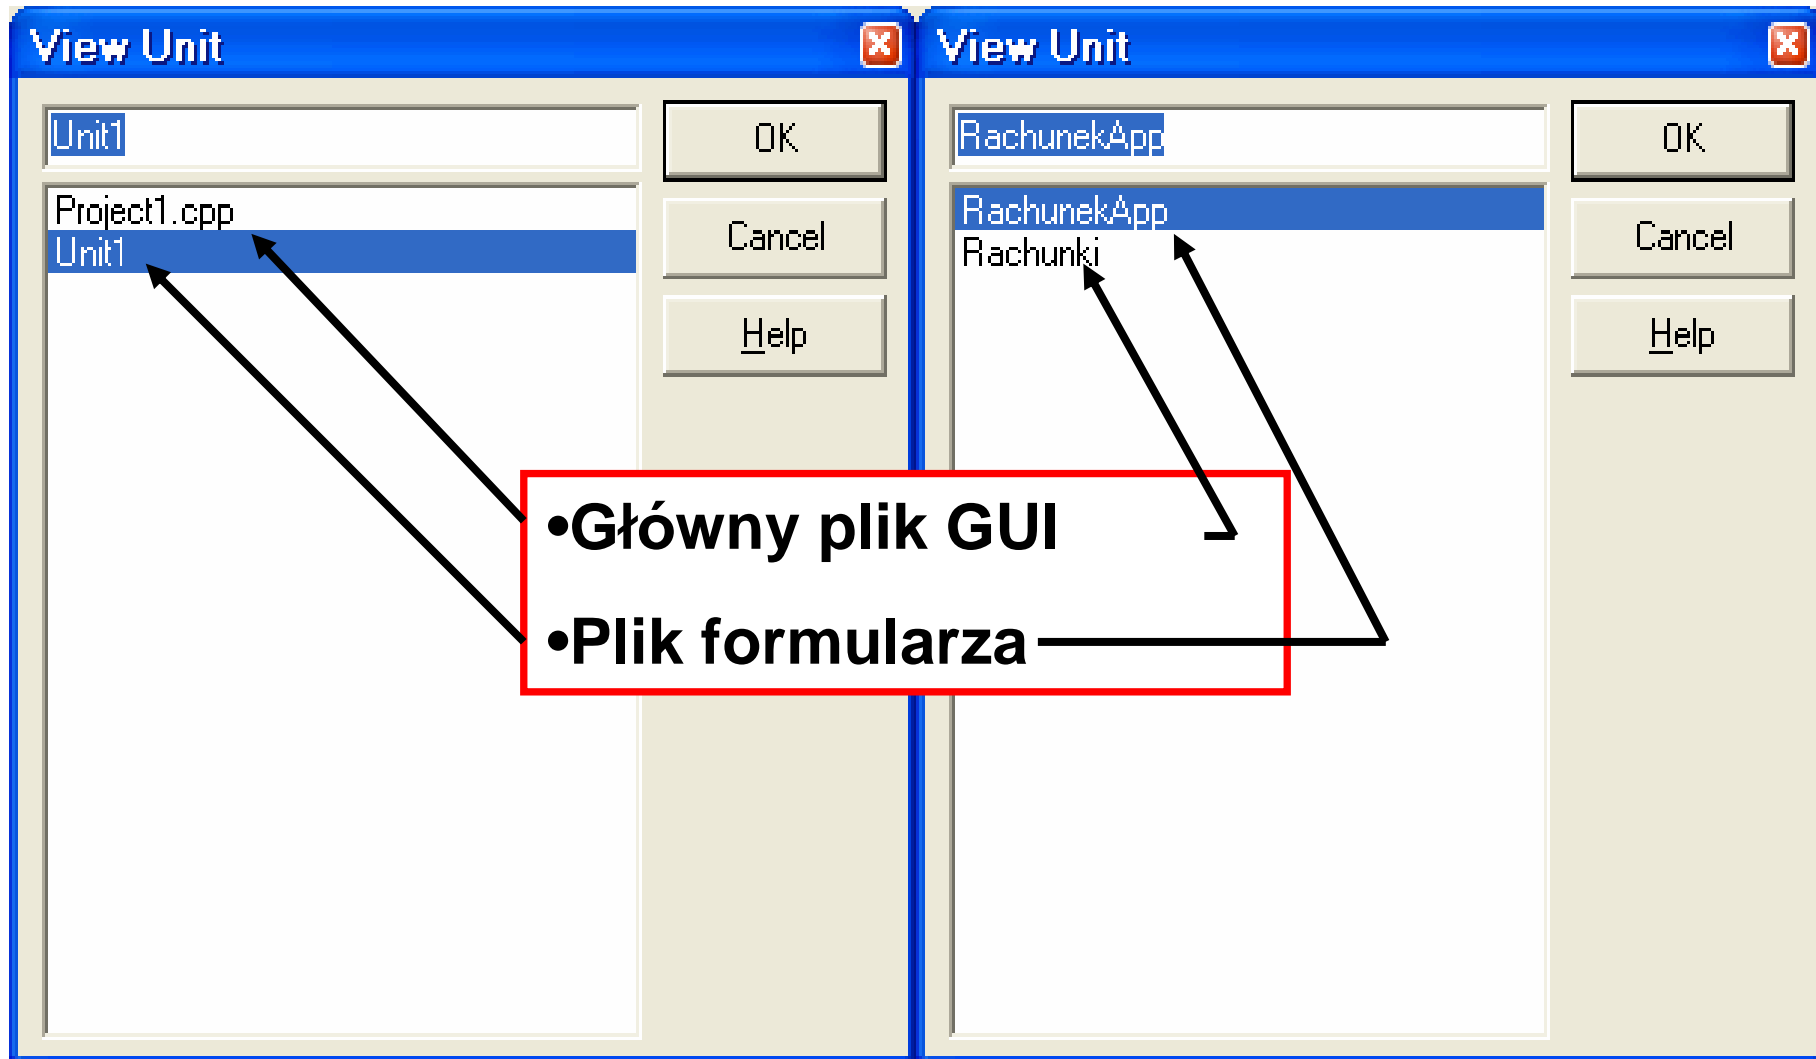 View Unit
Unit1
OK
Project1.cpp
Unit1
Cancel
Help
View Unit
RachunekApp
OK
RachunekApp
Rachunki
Cancel
Help
•Główny plik GUI
•Plik formularza